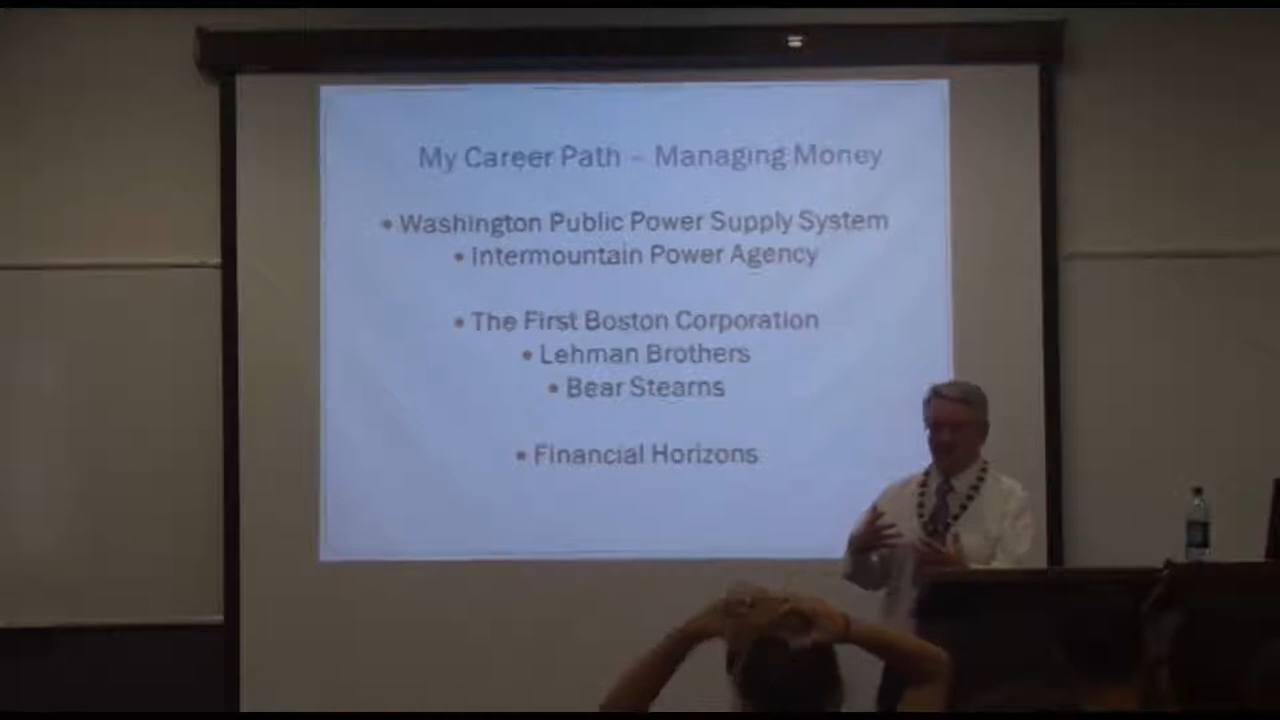 My Career Path – Managing Money
• Washington Public Power Supply System
• Intermountain Power Agency
• The First Boston Corporation
• Lehman Brothers
• Bear Stearns
• Financial Horizons